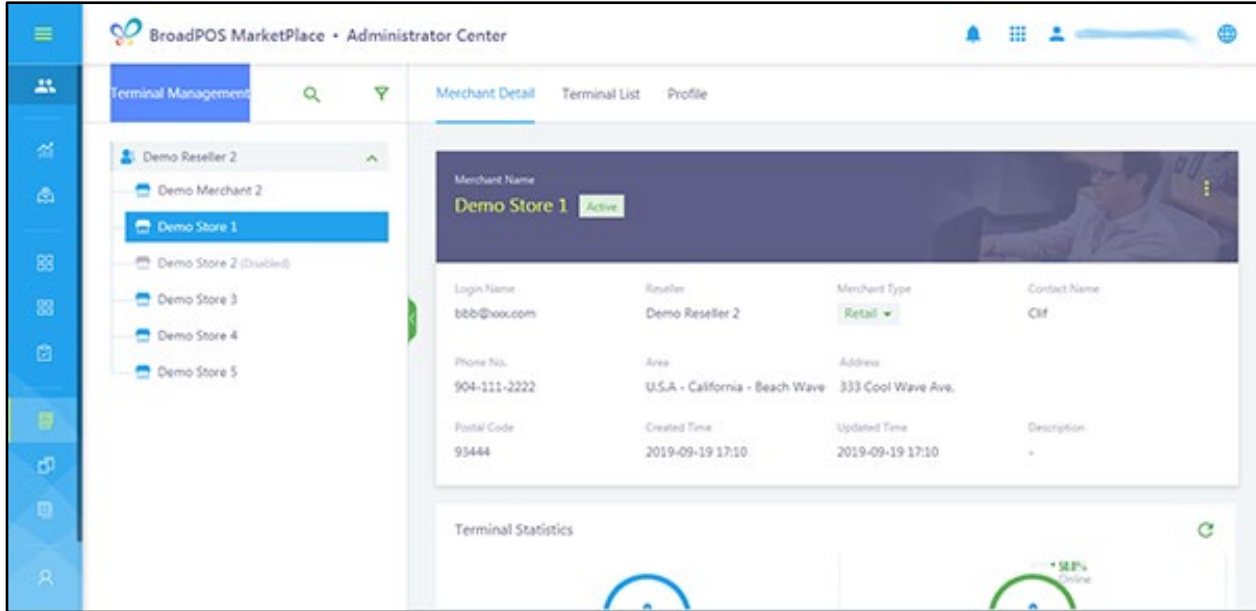 BroadPOS MarketPlace • Administrator Center
Terminal Management
Merchant Detail Terminal List Profile
Demo Reseller 2
Demo Merchant 2
Demo Store 1
Demo Store 2 (Disabled)
Demo Store 3
Demo Store 4
Demo Store 5
Merchant Name
Demo Store 1 Active
Login Name Reseller Merchant Type Contact Name
bbb@xxx.com Demo Reseller 2 Retail Clif
Phone No. Area Address
904-111-2222 U.S.A - California - Beach Wave 333 Cool Wave Ave.
Postal Code Created Time Updated Time Description
93444 2019-09-19 17:10 2019-09-19 17:10 -
Terminal Statistics
Online